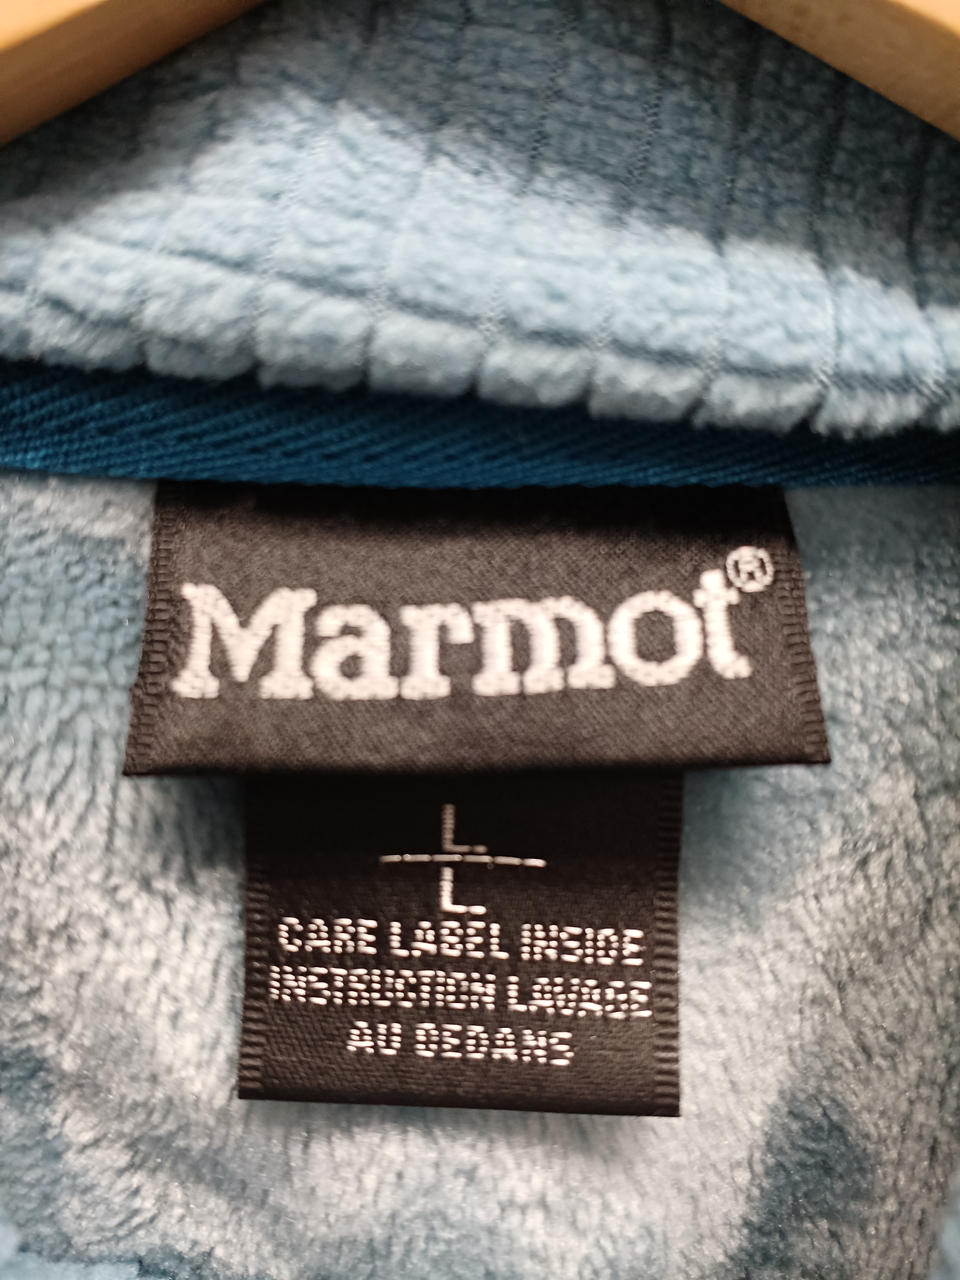 Marmot®
L.
L.
CARE LABEL INSIDE
INSTRUCTION LAVAGE
AU DEDANS